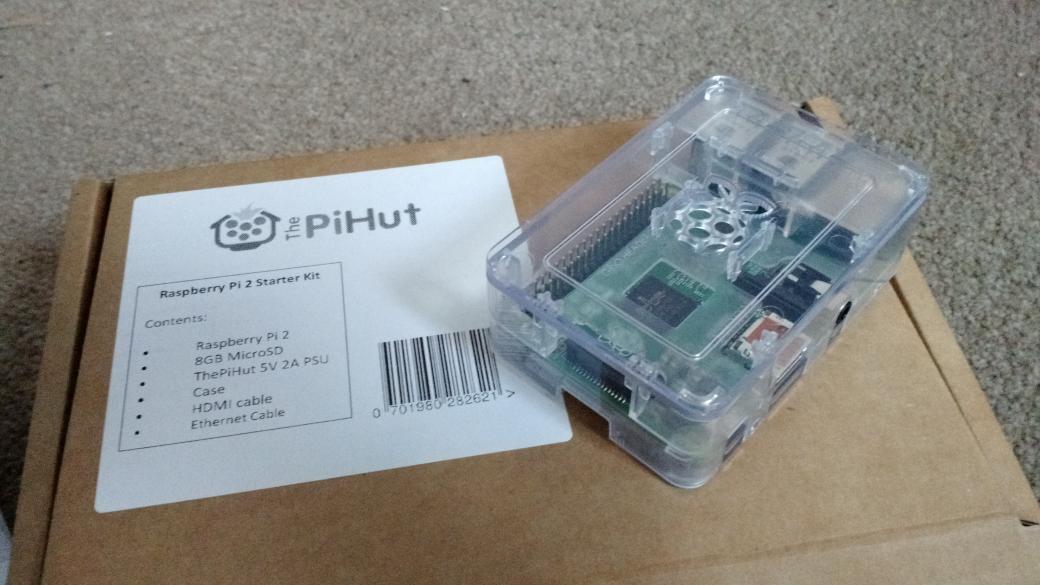 The PiHut
Raspberry Pi 2 Starter Kit
Contents:
• Raspberry Pi 2
• 8GB MicroSD
• ThePiHut 5V 2A PSU
• Case
• HDMI cable
• Ethernet Cable
0 701980 282621 >